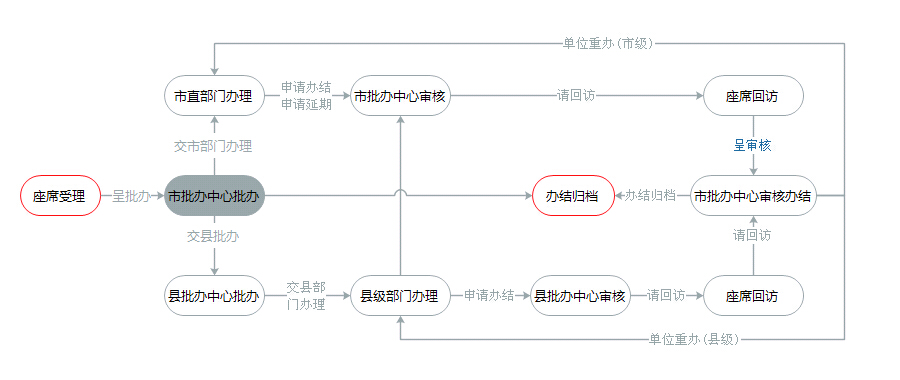 单位重办(市级)
市直部门办理
申请办结
申请延期
市批办中心审核
请回访
座席回访
交市部门办理
呈审核
座席受理
呈批办
市批办中心批办
办结归档
办结归档
市批办中心审核办结
交县批办
请回访
县批办中心批办
交县部
门办理
县级部门办理
申请办结
县批办中心审核
请回访
座席回访
单位重办(县级)